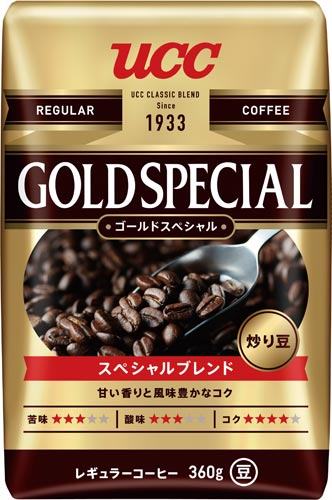 UCC
UCC CLASSIC BLEND
Since
REGULAR 1933 COFFEE
GOLD SPECIAL
ゴールドスペシャル
炒り豆
スペシャルブレンド
甘い香りと風味豊かなコク
苦味★★★★★ 酸味★★★★★ コク★★★★★
レギュラーコーヒー 360g 豆